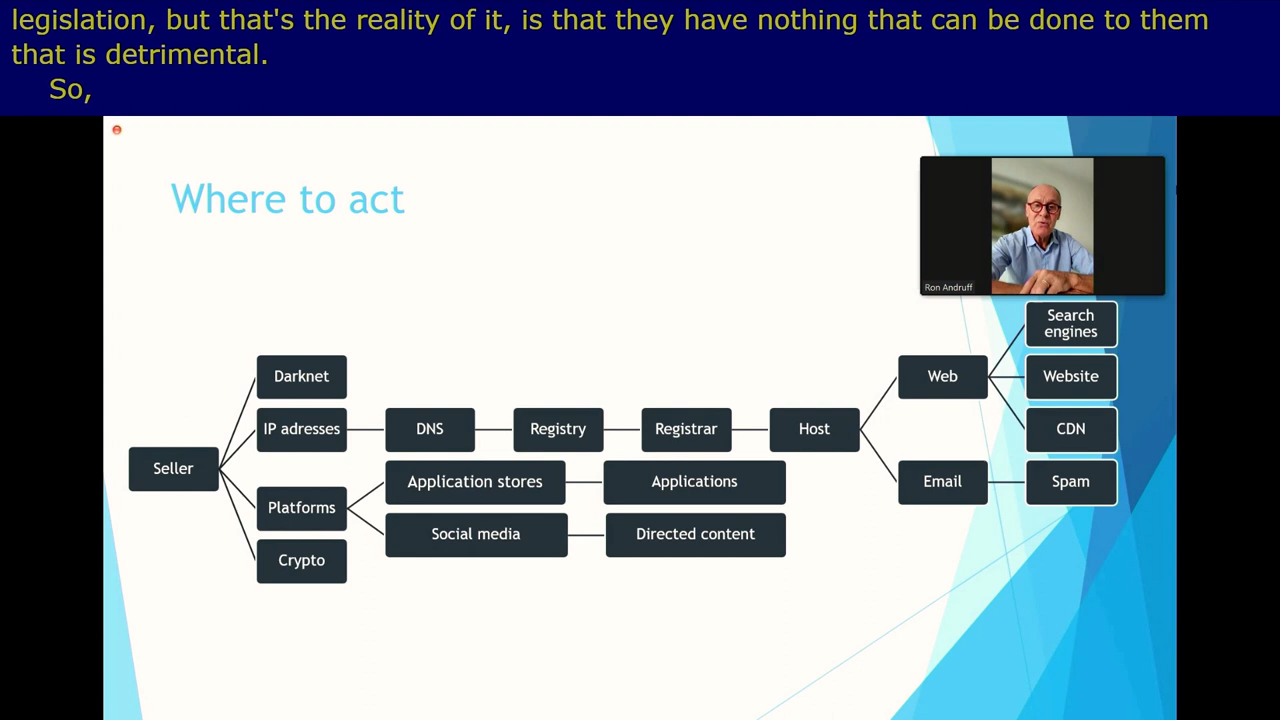 legislation, but that's the reality of it, is that they have nothing that can be done to them
that is detrimental.
So,
Where to act
Ron Andruff
Seller
Darknet
IP adresses
Platforms
Crypto
DNS
Registry
Registrar
Host
Application stores
Applications
Social media
Directed content
Web
Email
Search
engines
Website
CDN
Spam